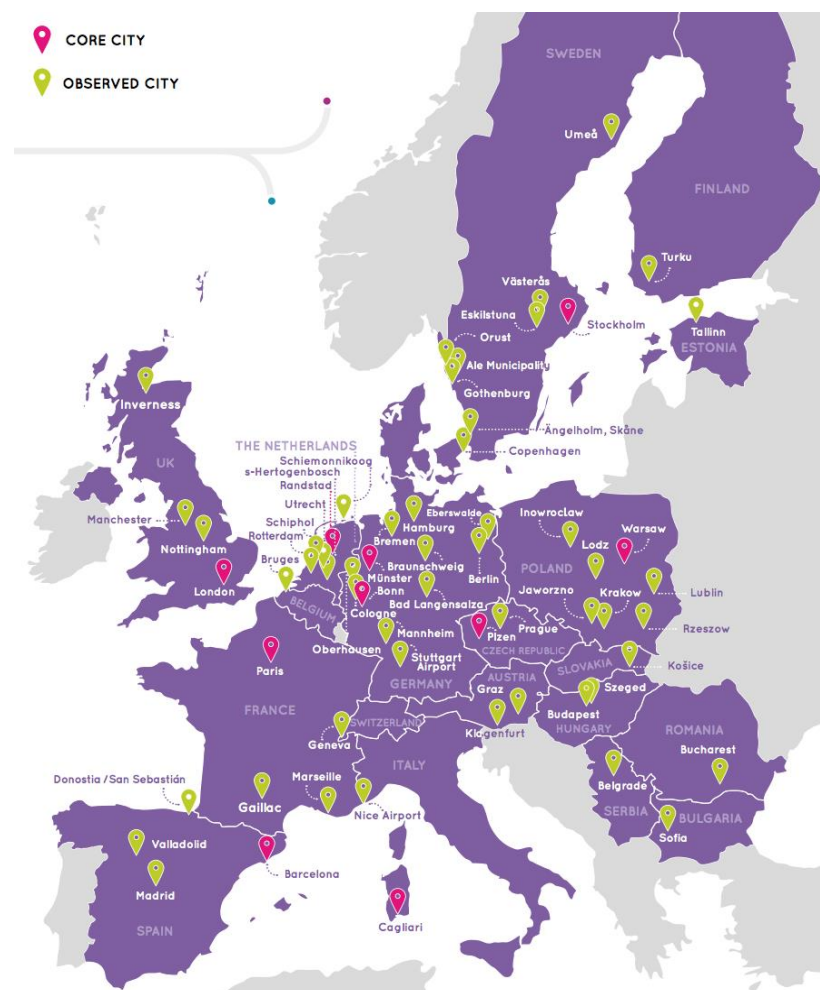 CORE CITY
OBSERVED CITY
SWEDEN
Umeå
FINLAND
Turku
Västerås
Eskilstuna
Stockholm
Tallinn
ESTONIA
Orust
Ale Municipality
Gothenburg
Inverness
Ängelholm, Skåne
Copenhagen
THE NETHERLANDS
Schiemonnikoog
s-Hertogenbosch
Randstad
UK
Utrecht
Eberswalde
Inowroclaw
Manchester
Schiphol
Hamburg
Warsaw
Rotterdam
Bremen
Lodz
Nottingham
Bruges
Braunschweig
Berlin
POLAND
Münster
London
Bonn
Jaworzno
Krakow
Lublin
BELGIUM
Bad Langensalza
Cologne
Mannheim
Prague
Rzeszow
Plzen
Oberhausen
CZECH REPUBLIC
Stuttgart
Airport
SLOVAKIA
Košice
Paris
GERMANY
AUSTRIA
Graz
Szeged
FRANCE
Budapest
SWITZERLAND
HUNGARY
Klagenfurt
ROMANIA
Geneva
Bucharest
ITALY
Donostia /San Sebastián
Marseille
Belgrade
Gaillac
Nice Airport
SERBIA
BULGARIA
Sofia
Valladolid
Barcelona
Madrid
Cagliari
SPAIN